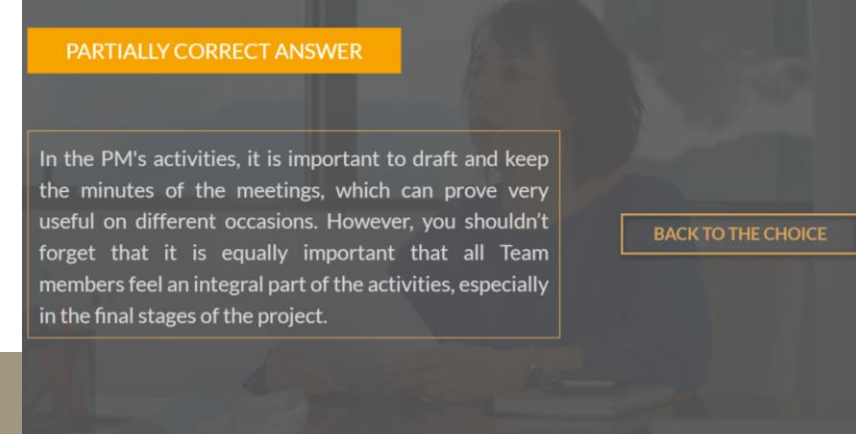 PARTIALLY CORRECT ANSWER
In the PM's activities, it is important to draft and keep
the minutes of the meetings, which can prove very
useful on different occasions. However, you shouldn't
forget that it is equally important that all Team
members feel an integral part of the activities, especially
in the final stages of the project.
BACK TO THE CHOICE